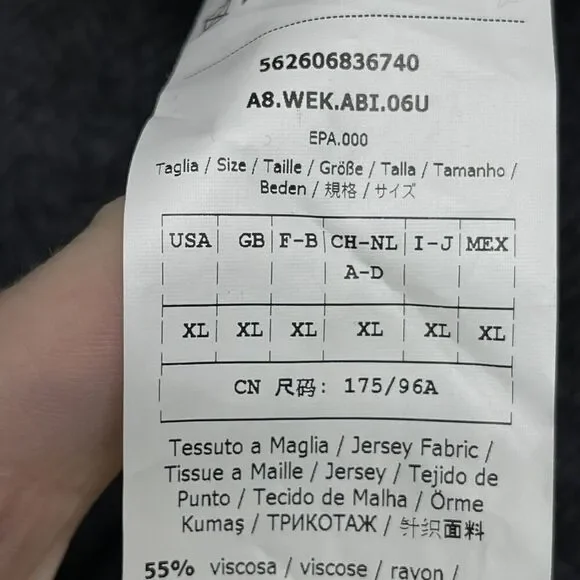 562606836740
A8.WEK.ABI.06U
EPA.000
Taglia / Size / Taille / Größe / Talla / Tamanho /
Beden / 規格 / サイズ
USA GB F-B CH-NL I-J MEX
A-D
XL XL XL XL XL XL
CN 尺码: 175/96A
Tessuto a Maglia / Jersey Fabric /
Tissue a Maille / Jersey / Tejido de
Punto / Tecido de Malha / Örme
Kumaş / ТРИКОТАЖ / 针织面料
55% viscosa / viscose / rayon /